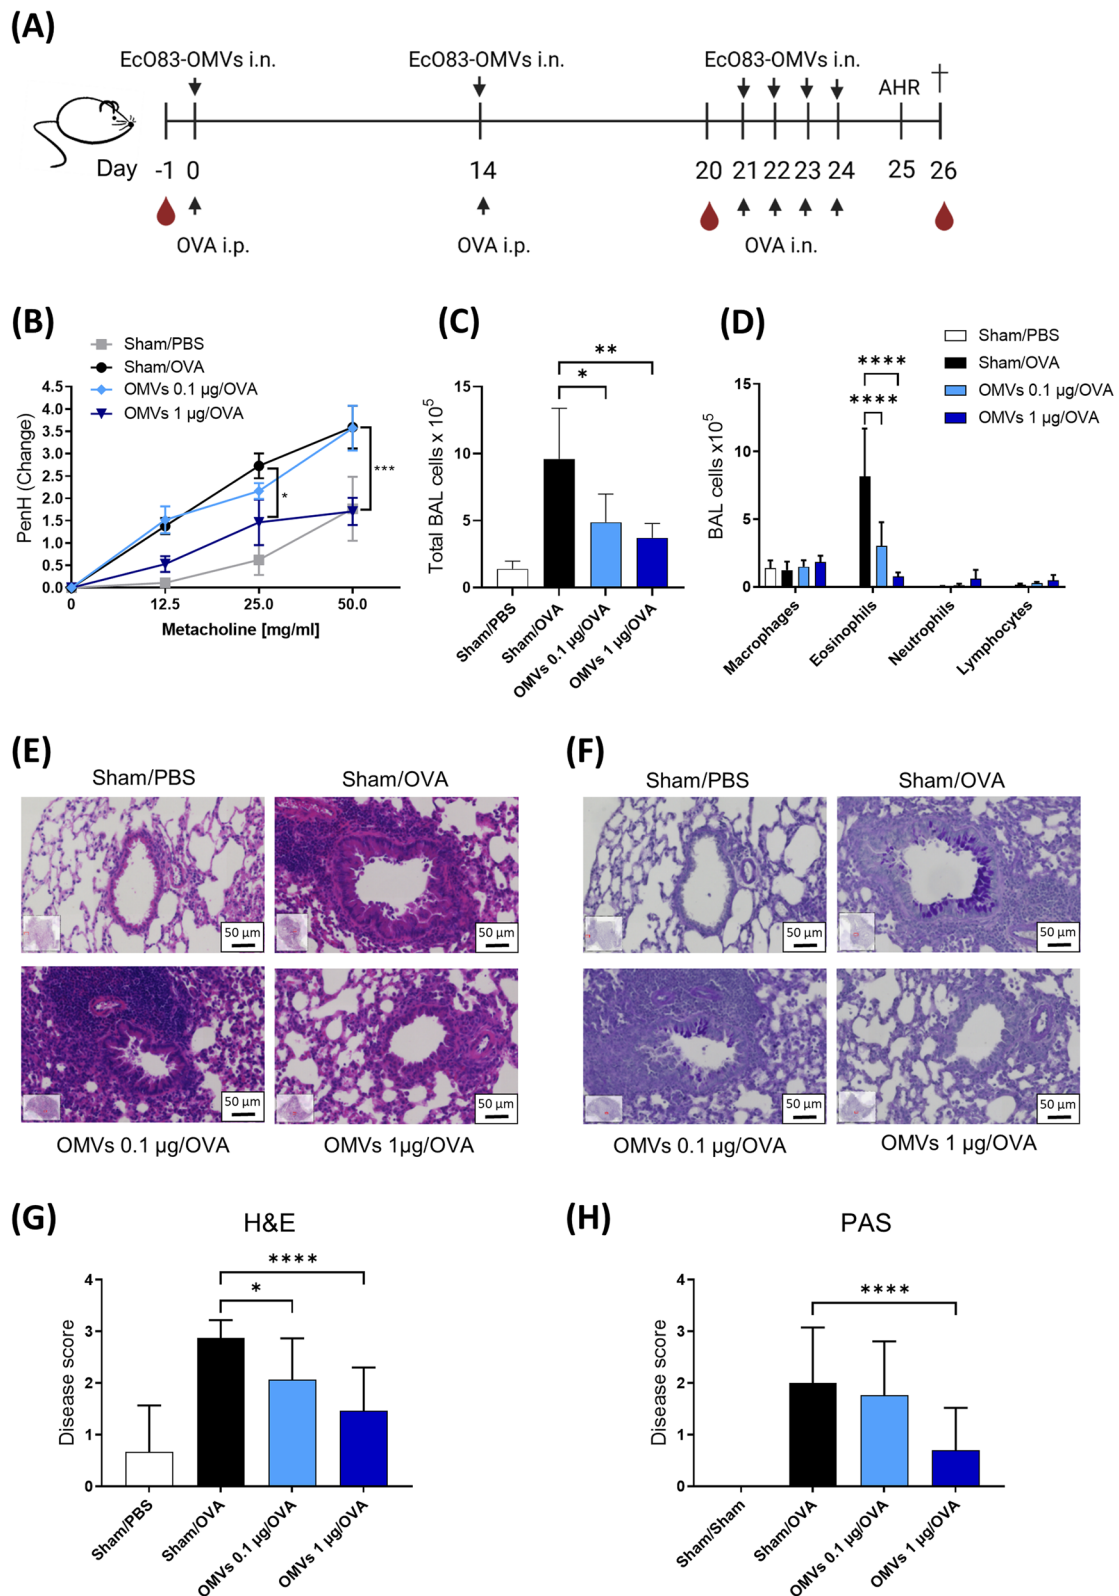 (A)
EcO83-OMVs i.n. EcO83-OMVs i.n. EcO83-OMVs i.n.
AHR †
Day -1 0 14 20 21 22 23 24 25 26
OVA i.p. OVA i.p. OVA i.n.
(B)
Sham/PBS
Sham/OVA
OMVs 0.1 µg/OVA
OMVs 1 µg/OVA
PenH (Change)
4.5
4.0
3.5
3.0
2.5
2.0
1.5
1.0
0.5
0.0
*
***
0 12.5 25.0 50.0
Metacholine [mg/ml]
(C)
**
*
Total BAL cells x 10⁵
15
10
5
0
Sham/PBS
Sham/OVA
OMVs 0.1 µg/OVA
OMVs 1 µg/OVA
(D)
Sham/PBS
Sham/OVA
OMVs 0.1 µg/OVA
OMVs 1 µg/OVA
****
****
BAL cells x10⁵
15
10
5
0
Macrophages
Eosinophils
Neutrophils
Lymphocytes
(E)
Sham/PBS Sham/OVA
50 µm 50 µm
50 µm 50 µm
OMVs 0.1 µg/OVA OMVs 1µg/OVA
(F)
Sham/PBS Sham/OVA
50 µm 50 µm
50 µm 50 µm
OMVs 0.1 µg/OVA OMVs 1 µg/OVA
(G)
H&E
****
*
Disease score
4
3
2
1
0
Sham/PBS
Sham/OVA
OMVs 0.1 µg/OVA
OMVs 1 µg/OVA
(H)
PAS
****
Disease score
4
3
2
1
0
Sham/Sham
Sham/OVA
OMVs 0.1 µg/OVA
OMVs 1 µg/OVA